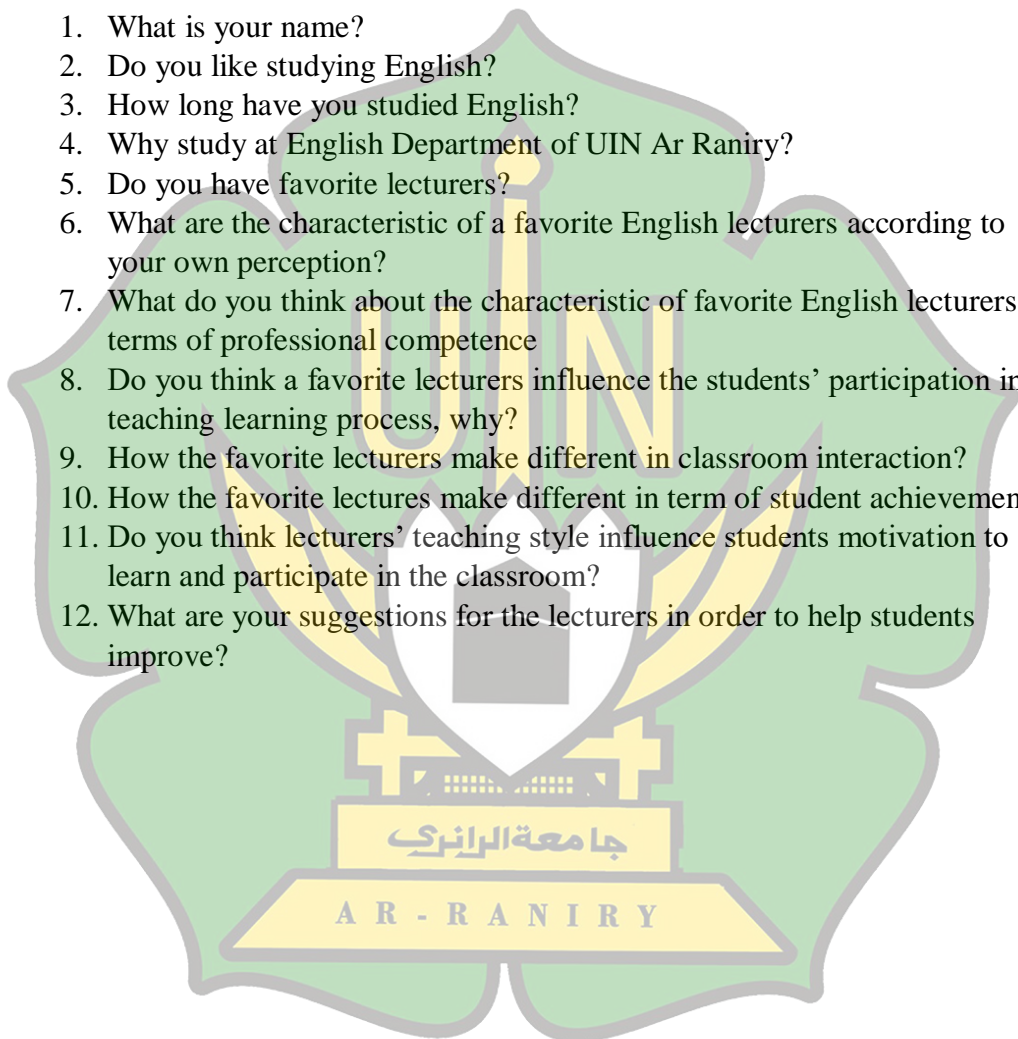 1. What is your name?
2. Do you like studying English?
3. How long have you studied English?
4. Why study at English Department of UIN Ar Raniry?
5. Do you have favorite lecturers?
6. What are the characteristic of a favorite English lecturers according to
your own perception?
7. What do you think about the characteristic of favorite English lecturers
terms of professional competence
8. Do you think a favorite lecturers influence the students’ participation in
teaching learning process, why?
9. How the favorite lecturers make different in classroom interaction?
10. How the favorite lectures make different in term of student achievemen
11. Do you think lecturers’ teaching style influence students motivation to
learn and participate in the classroom?
12. What are your suggestions for the lecturers in order to help students
improve?
UIN
جامعة الرانري
AR-RANIRY